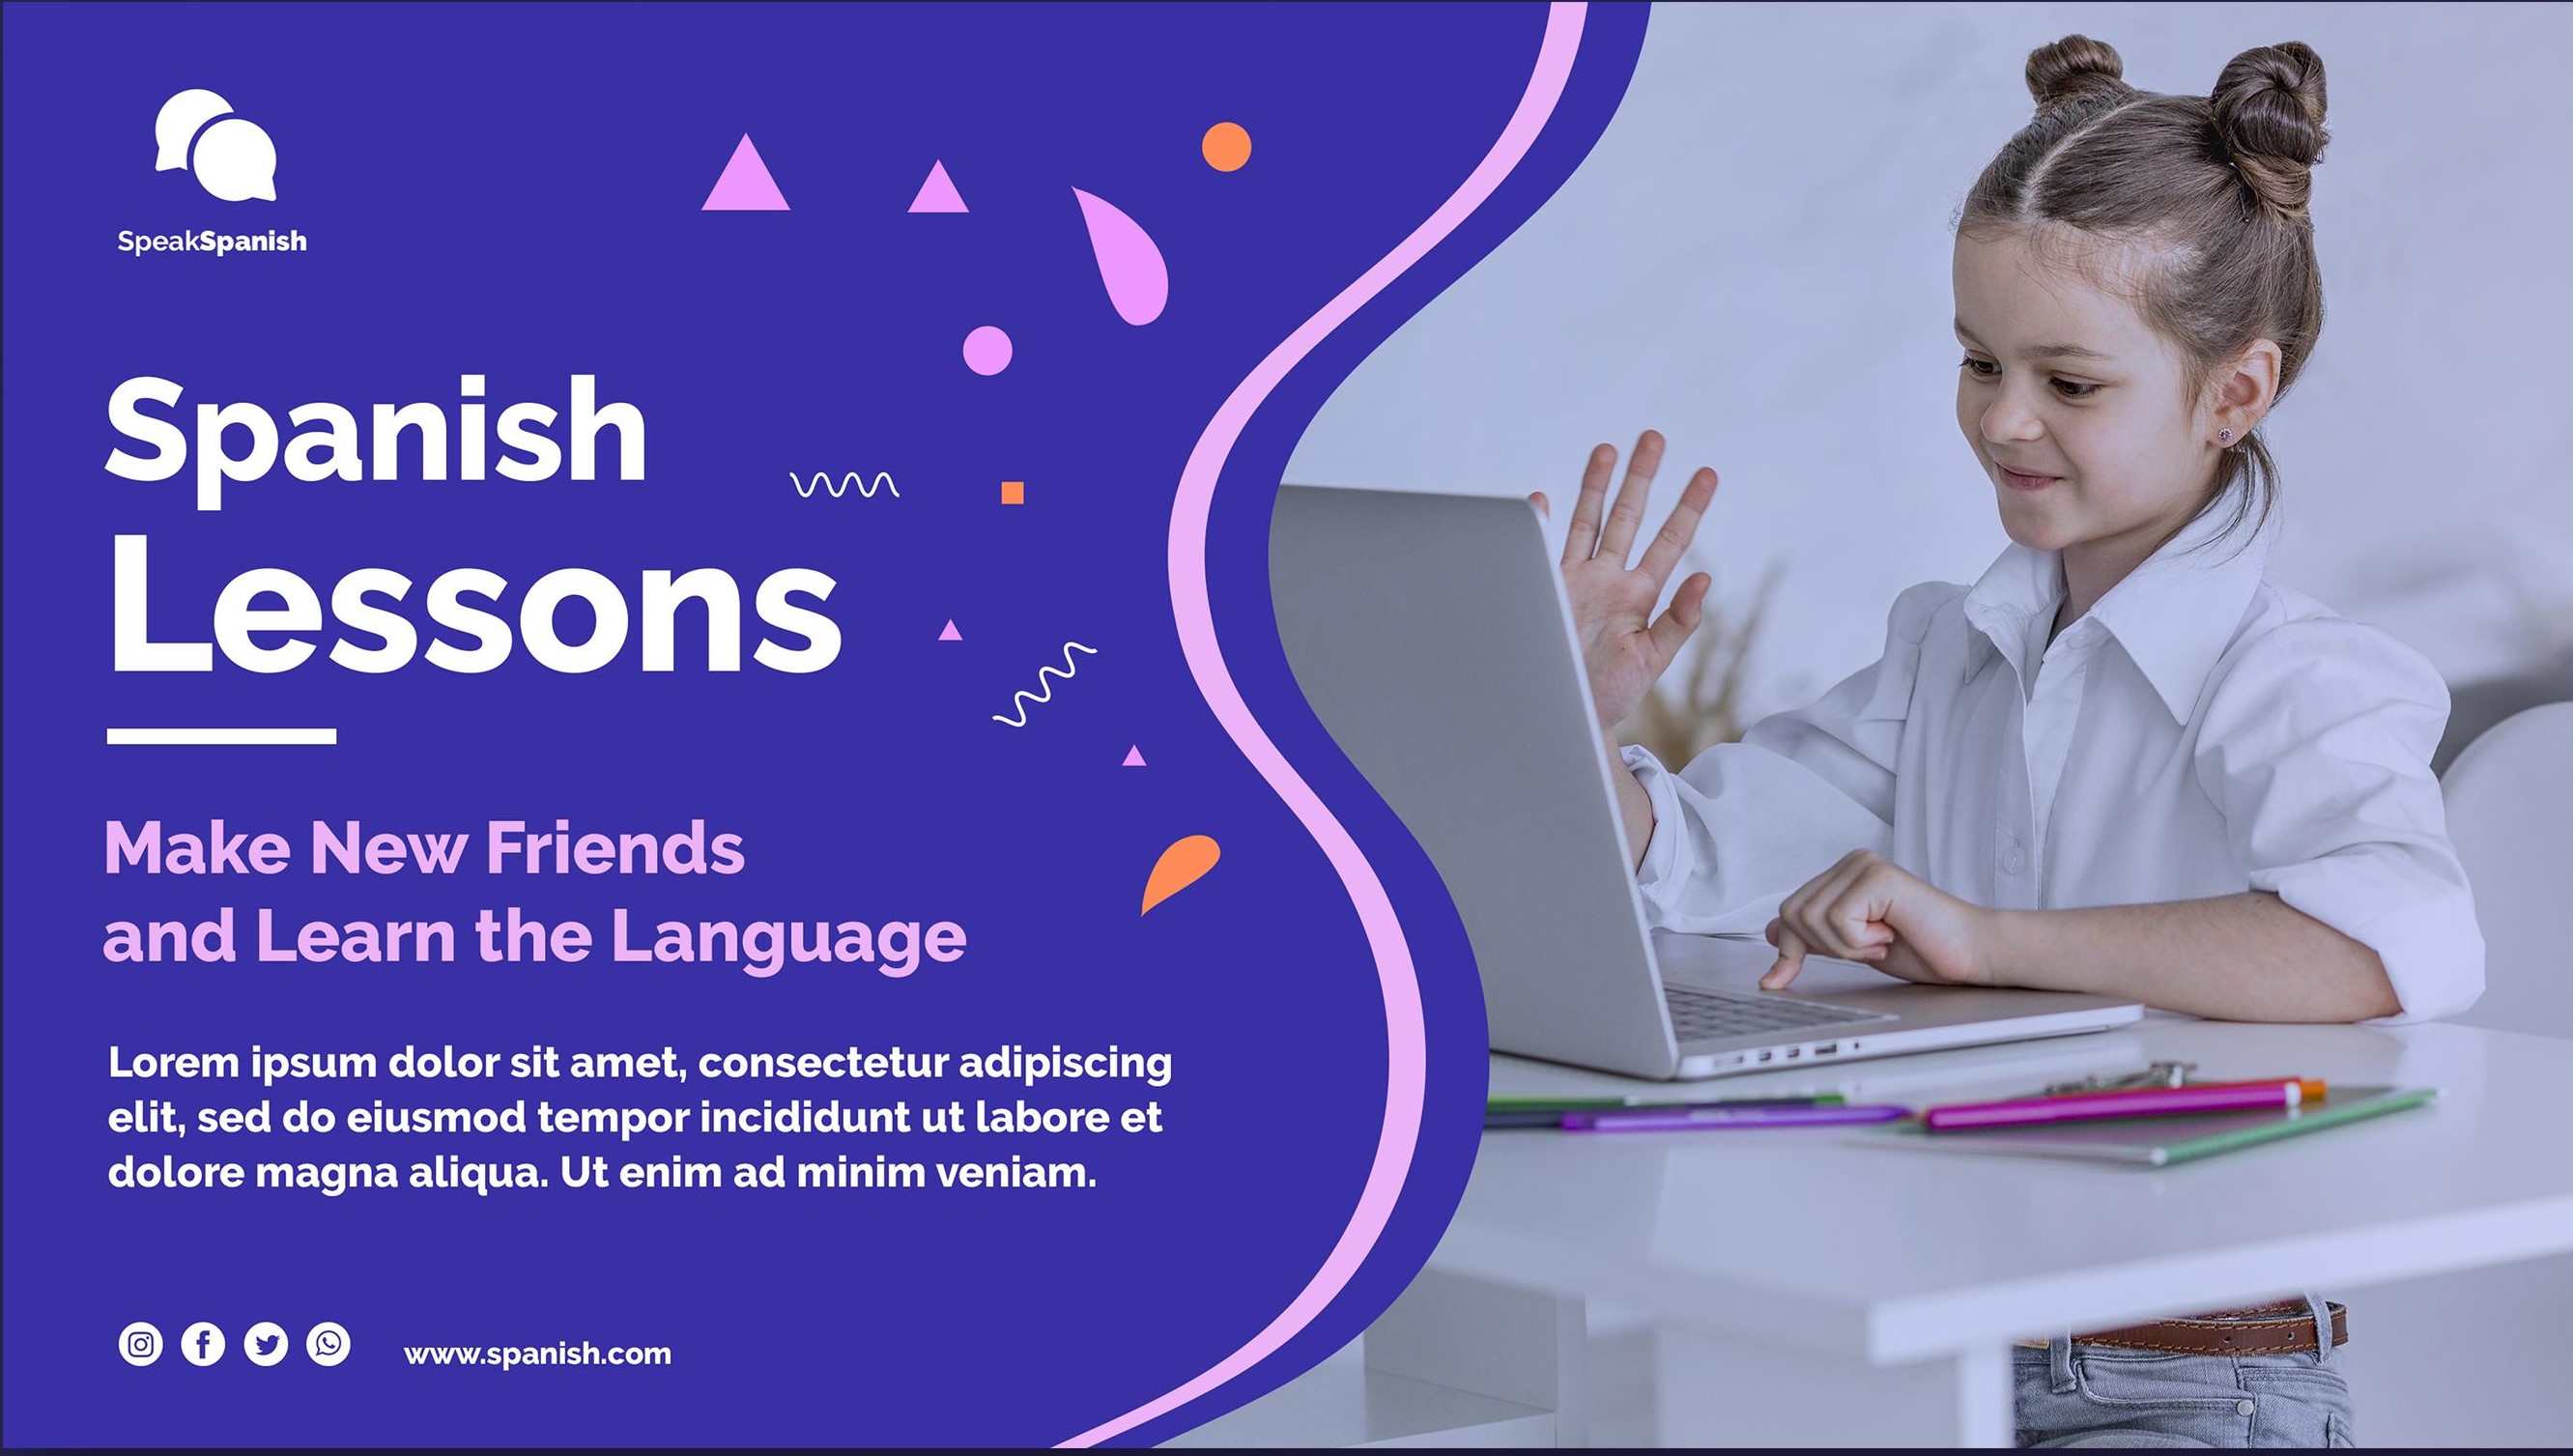 SpeakSpanish
Spanish
Lessons
Make New Friends
and Learn the Language
Lorem ipsum dolor sit amet, consectetur adipiscing
elit, sed do eiusmod tempor incididunt ut labore et
dolore magna aliqua. Ut enim ad minim veniam.
www.spanish.com